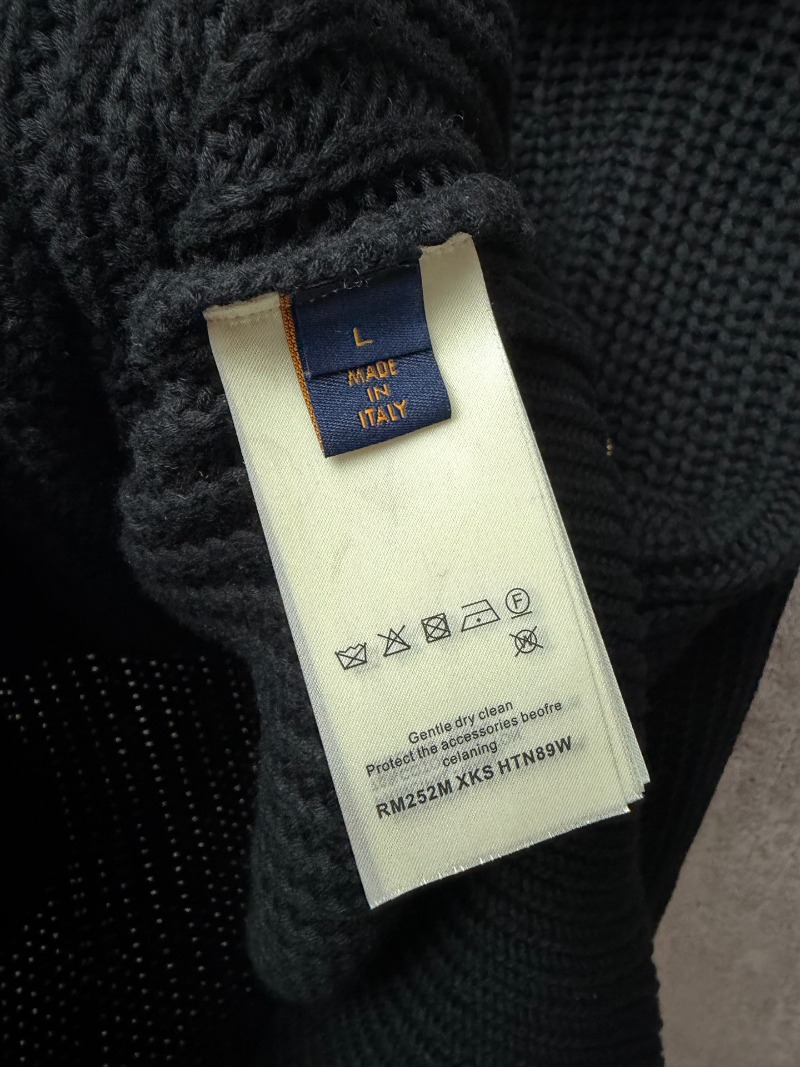 L
MADE
IN
ITALY
F
W
Gentle dry clean
Protect the accessories beofre
celaning
RM252M XKS HTN89W